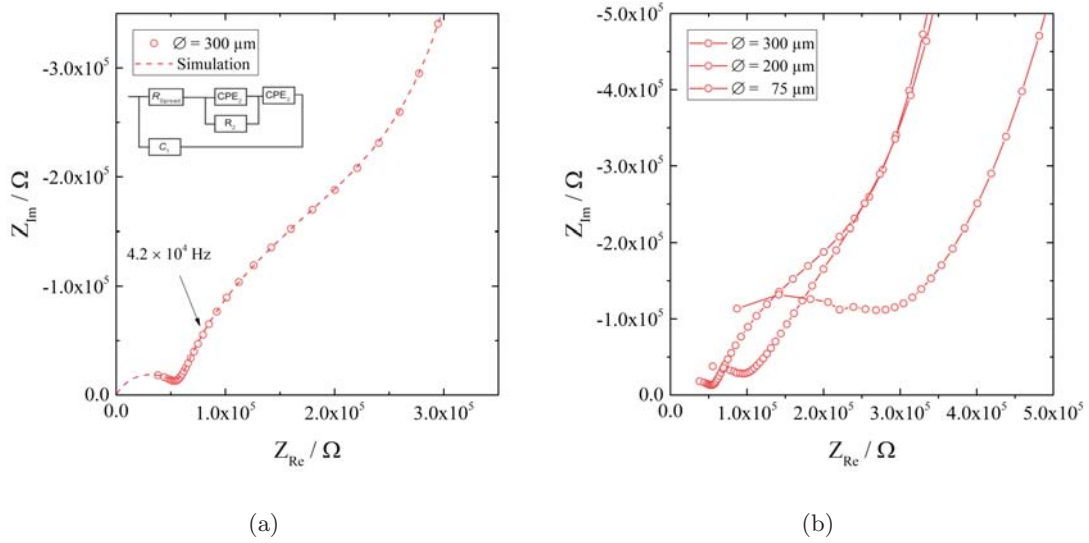 Ø = 300 µm
Simulation
R_Spread
CPE_2
CPE_3
R_2
C_1
4.2 × 10^4 Hz
-3.0x10^5
-2.0x10^5
-1.0x10^5
0.0
Z_Im / Ω
0.0
1.0x10^5
2.0x10^5
3.0x10^5
Z_Re / Ω
(a)
Ø = 300 µm
Ø = 200 µm
Ø = 75 µm
-5.0x10^5
-4.0x10^5
-3.0x10^5
-2.0x10^5
-1.0x10^5
0.0
Z_Im / Ω
0.0
1.0x10^5
2.0x10^5
3.0x10^5
4.0x10^5
5.0x10^5
Z_Re / Ω
(b)